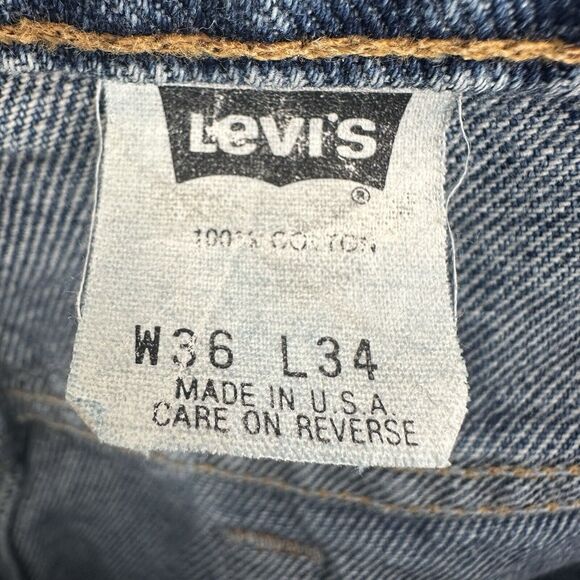 Levi's
®
100% COTTON
W36 L34
MADE IN U.S.A.
CARE ON REVERSE